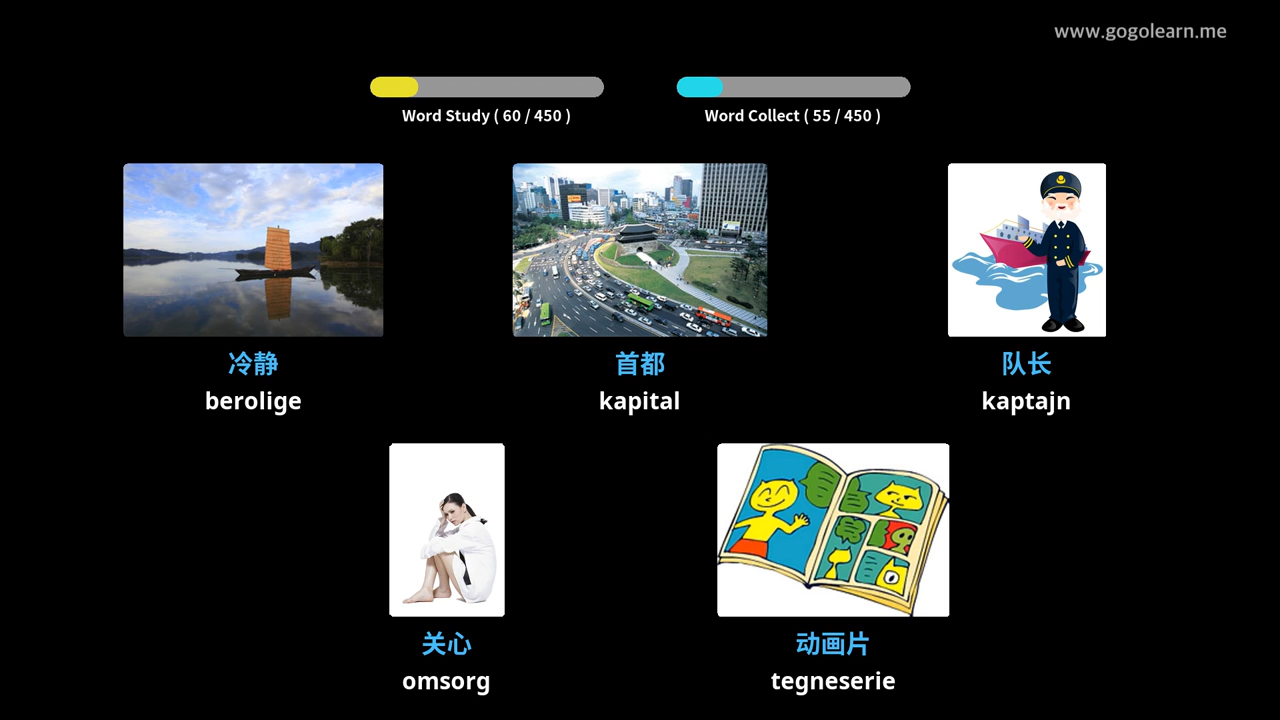 www.gogolearn.me
Word Study ( 60 / 450 )
Word Collect ( 55 / 450 )
冷静
berolige
首都
kapital
队长
kaptajn
关心
omsorg
动画片
tegneserie